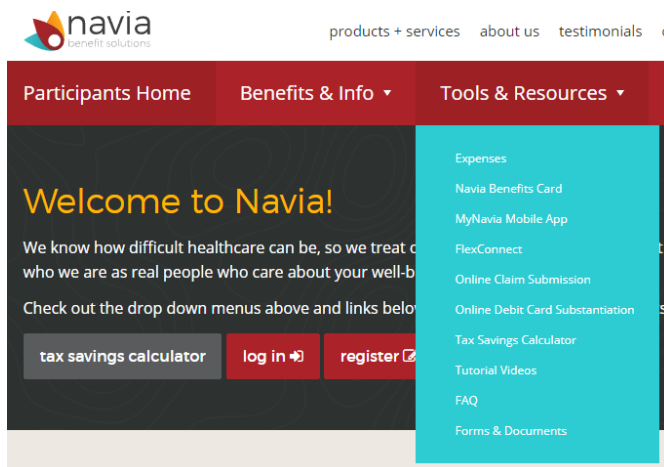 navia
benefit solutions
products + services about us testimonials
Participants Home Benefits & Info Tools & Resources
Expenses
Navia Benefits Card
MyNavia Mobile App
FlexConnect
Online Claim Submission
Online Debit Card Substantiation
Tax Savings Calculator
Tutorial Videos
FAQ
Forms & Documents
Welcome to Navia!
We know how difficult healthcare can be, so we treat
who we are as real people who care about your
Check out the drop down menus above and links
tax savings calculator log in register